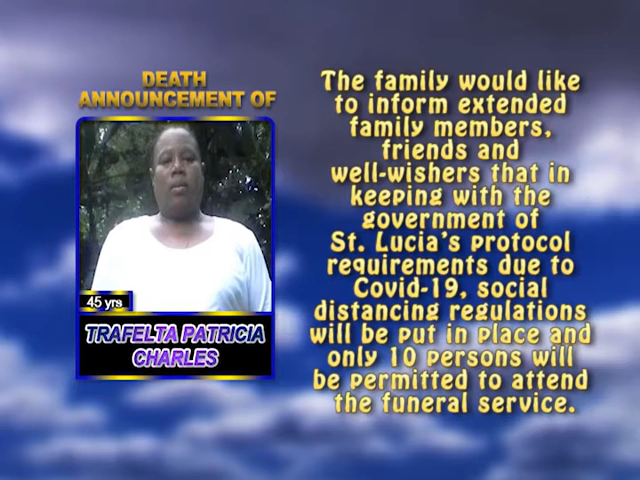 DEATH
ANNOUNCEMENT OF
45 yrs
TRAFELTA PATRICIA
CHARLES
The family would like
to inform extended
family members,
friends and
well-wishers that in
keeping with the
government of
St. Lucia's protocol
requirements due to
Covid-19, social
distancing regulations
will be put in place and
only 10 persons will
be permitted to attend
the funeral service.